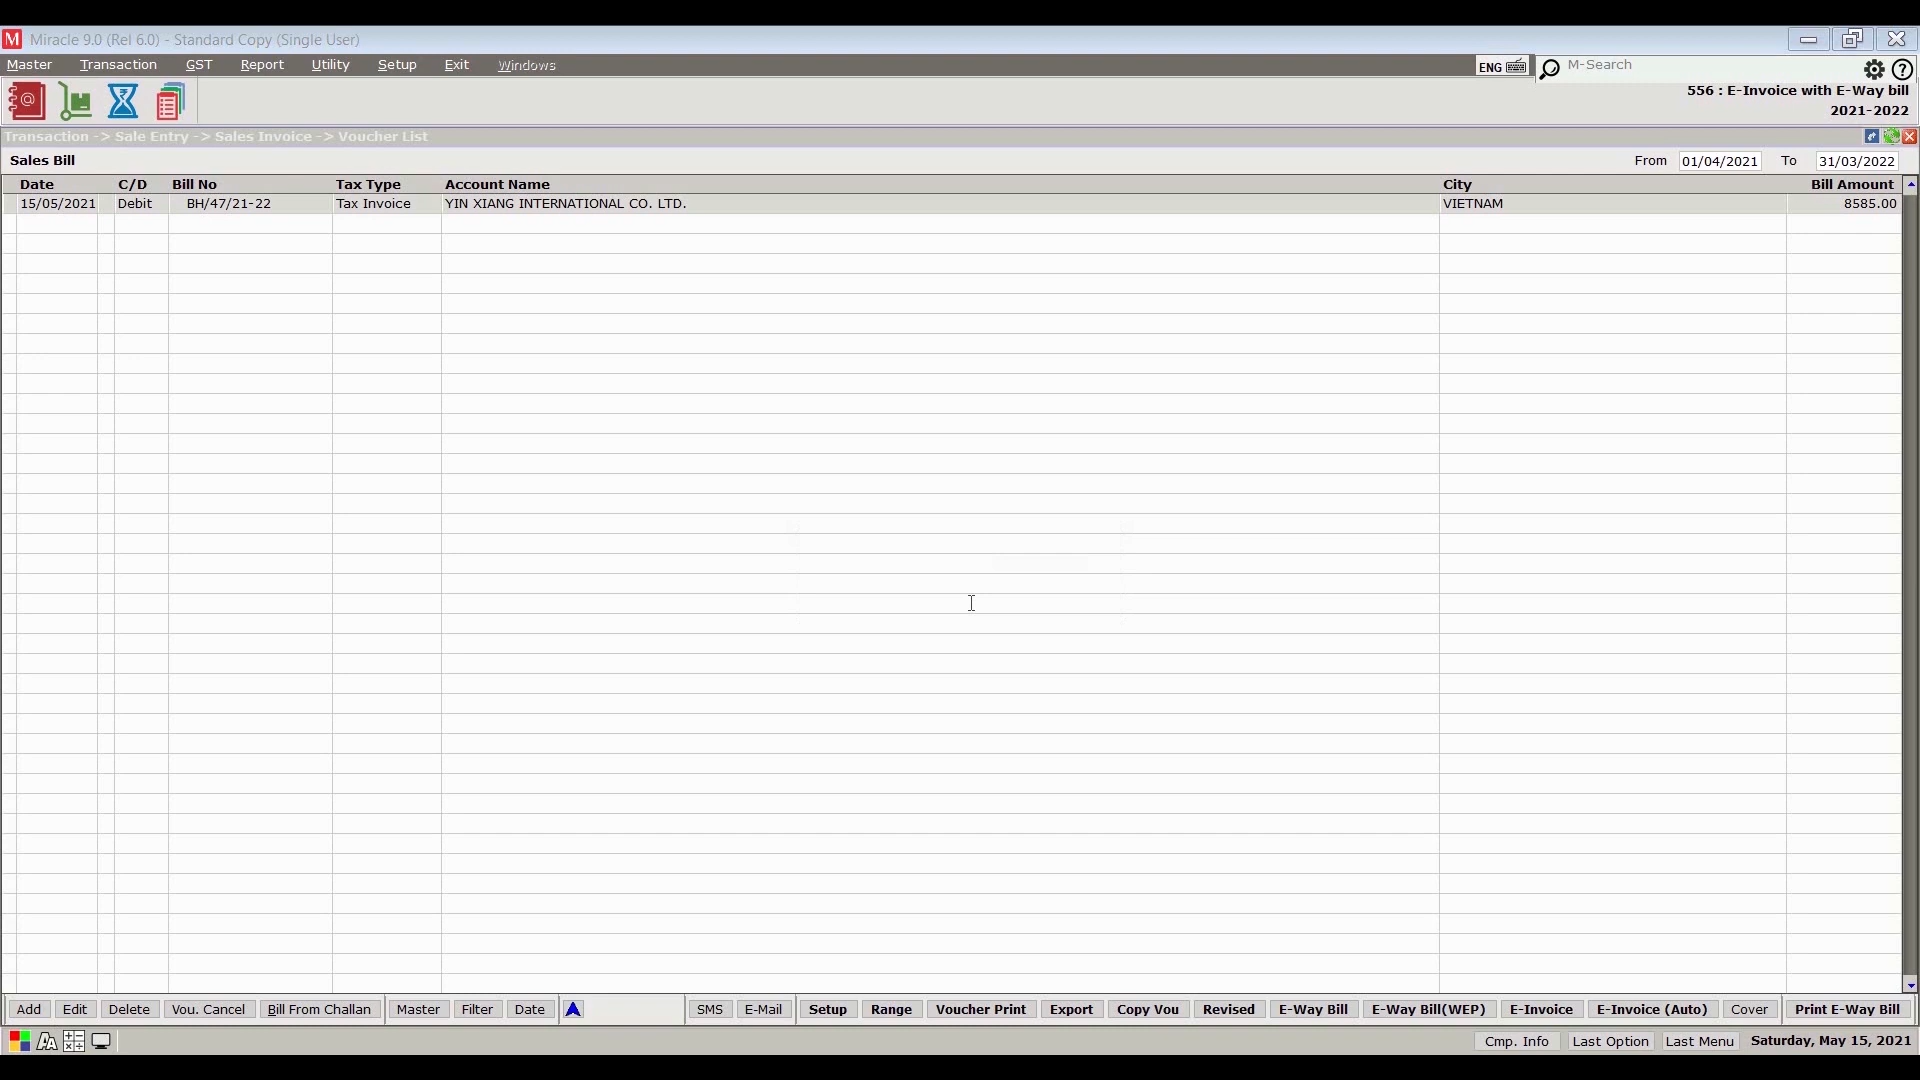 Miracle 9.0 (Rel 6.0) - Standard Copy (Single User)
Master Transaction GST Report Utility Setup Exit Windows ENG M-Search
556 : E-Invoice with E-Way bill
2021-2022
Transaction -> Sale Entry -> Sales Invoice -> Voucher List
Sales Bill From 01/04/2021 To 31/03/2022
Date C/D Bill No Tax Type Account Name City Bill Amount
15/05/2021 Debit BH/47/21-22 Tax Invoice YIN XIANG INTERNATIONAL CO. LTD. VIETNAM 8585.00
Add Edit Delete Vou. Cancel Bill From Challan Master Filter Date SMS E-Mail Setup Range Voucher Print Export Copy Vou Revised E-Way Bill E-Way Bill(WEP) E-Invoice E-Invoice (Auto) Cover Print E-Way Bill
Cmp. Info Last Option Last Menu Saturday, May 15, 2021